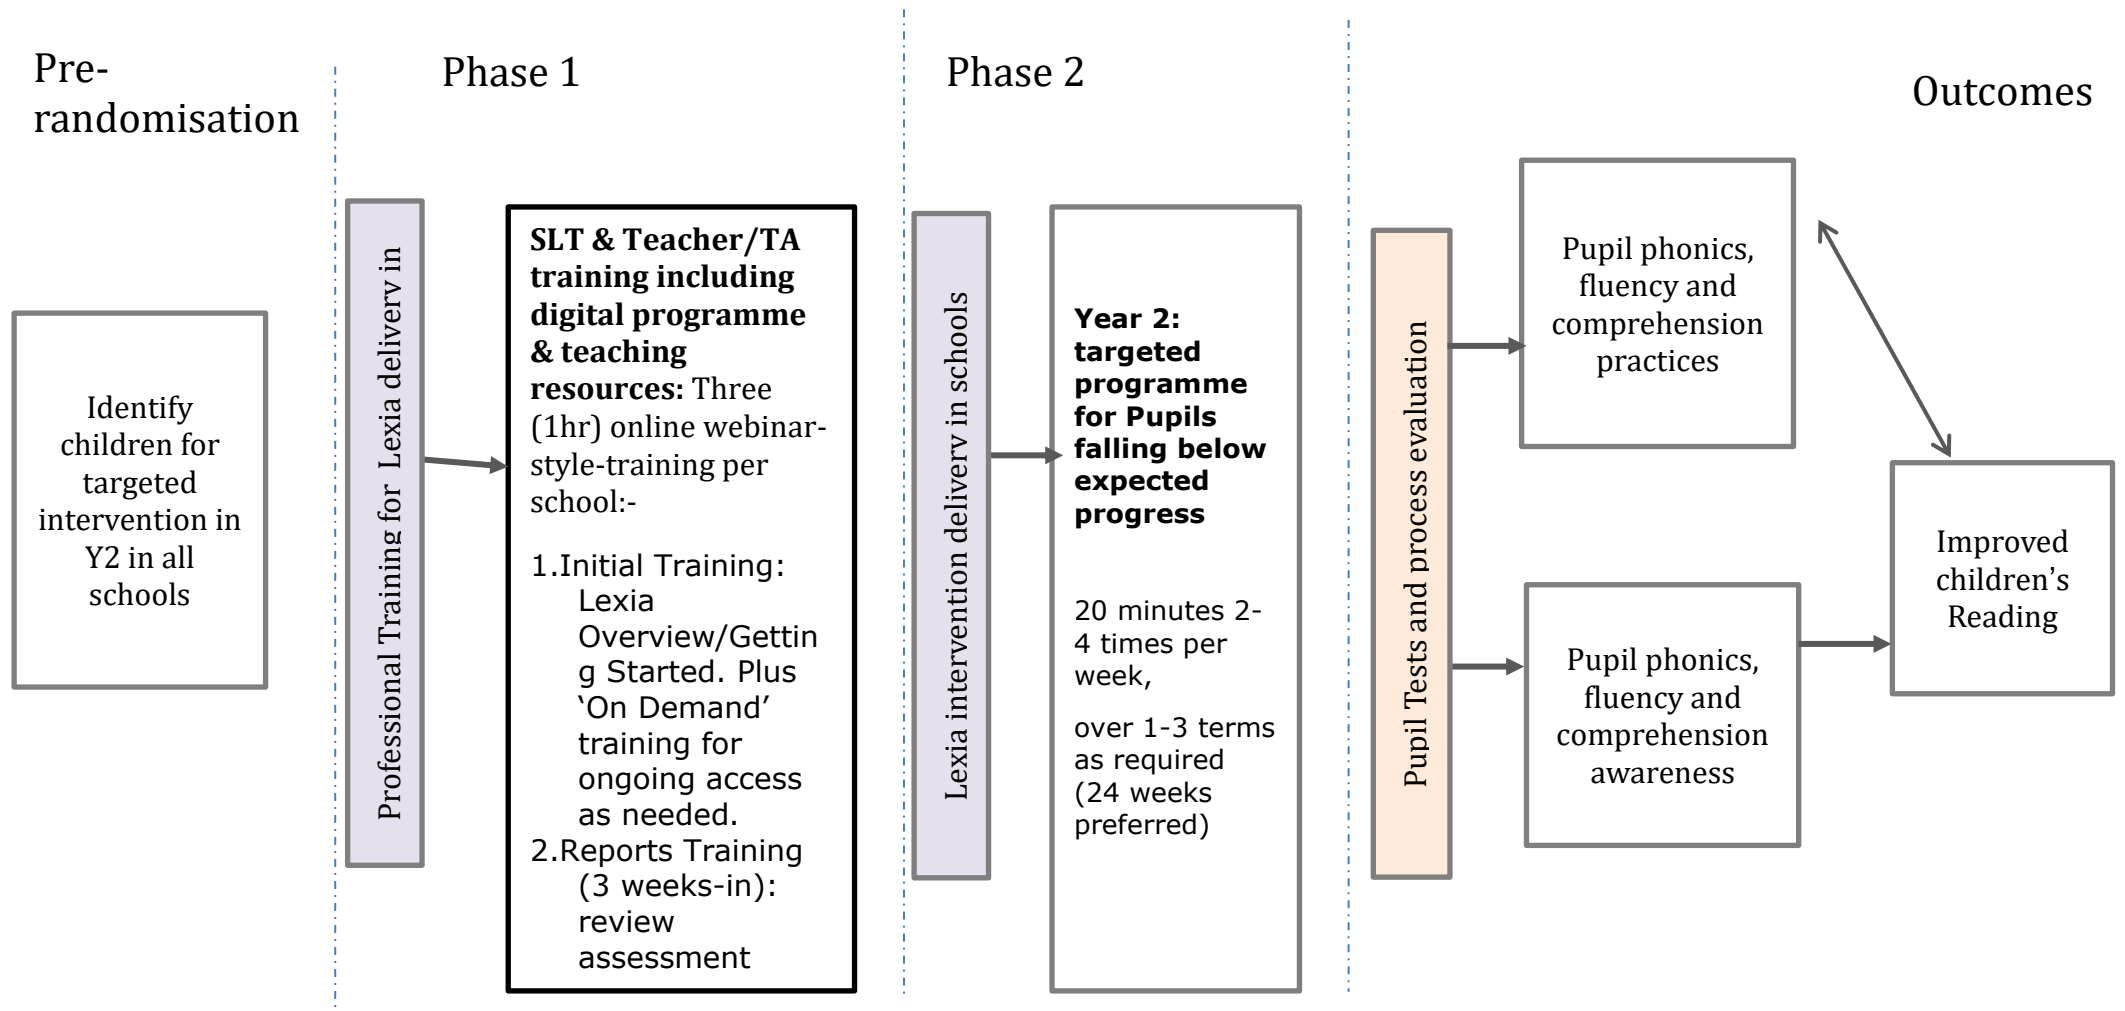 Pre-
randomisation
Identify
children for
targeted
intervention in
Y2 in all
schools
Phase 1
Professional Training for Lexia delivery in
SLT & Teacher/TA
training including
digital programme
& teaching
resources: Three
(1hr) online webinar-
style-training per
school:-
1.Initial Training:
Lexia
Overview/Gettin
g Started. Plus
‘On Demand’
training for
ongoing access
as needed.
2.Reports Training
(3 weeks-in):
review
assessment
Phase 2
Lexia intervention delivery in schools
Year 2:
targeted
programme
for Pupils
falling below
expected
progress
20 minutes 2-
4 times per
week,
over 1-3 terms
as required
(24 weeks
preferred)
Outcomes
Pupil Tests and process evaluation
Pupil phonics,
fluency and
comprehension
practices
Pupil phonics,
fluency and
comprehension
awareness
Improved
children’s
Reading